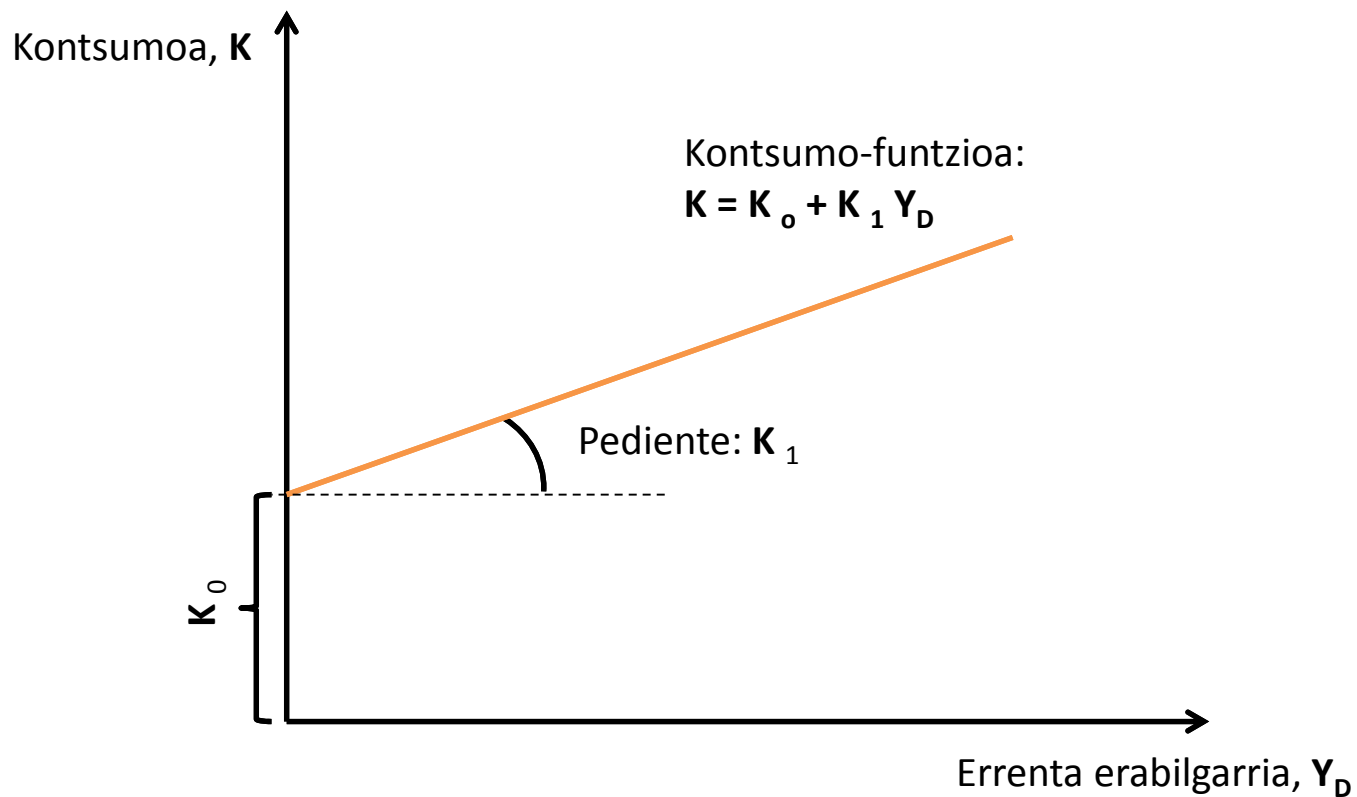 Kontsumoa, K
Kontsumo-funtzioa:
K = K o + K 1 YD
Pediente: K 1
K 0
Errenta erabilgarria, YD